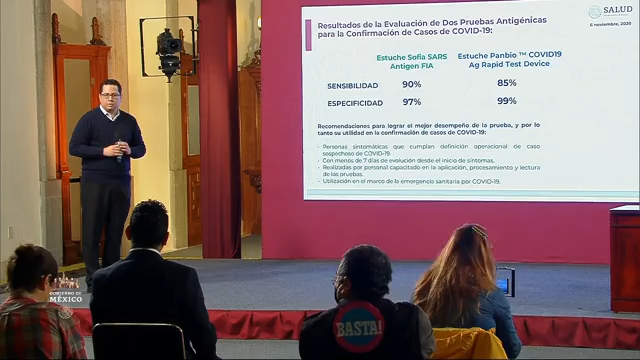 Resultados de la Evaluación de Dos Pruebas Antigénicas
para la Confirmación de Casos de COVID-19:
SALUD
6 noviembre, 2020
Estuche Sofia SARS
Antigen FIA
Estuche Panbio ™ COVID19
Ag Rapid Test Device
SENSIBILIDAD 90% 85%
ESPECIFICIDAD 97% 99%
Recomendaciones para lograr el mejor desempeño de la prueba, y por lo
tanto su utilidad en la confirmación de casos de COVID-19:
• Personas sintomáticas que cumplan definición operacional de caso
sospechoso de COVID-19.
• Con menos de 7 días de evolución desde el inicio de síntomas.
• Realizadas por personal capacitado en la aplicación, procesamiento y lectura
de las pruebas.
• Utilización en el marco de la emergencia sanitaria por COVID-19.
GOBIERNO DE
MÉXICO
BASTA!